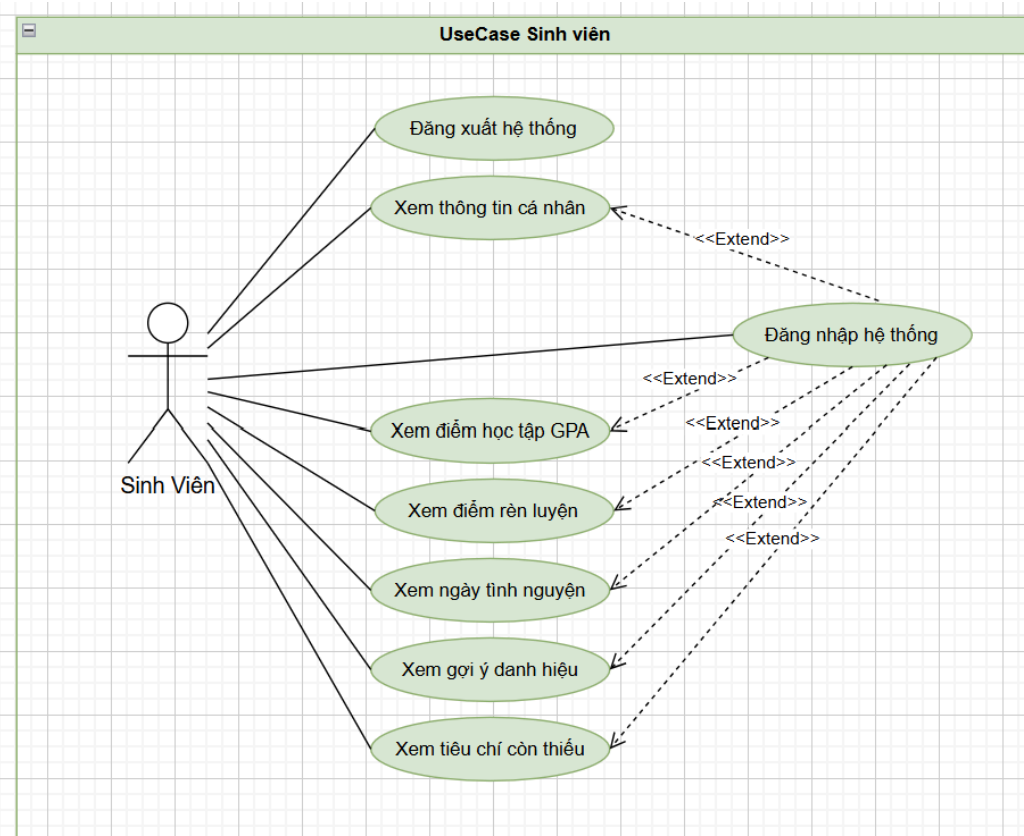 UseCase Sinh viên
Đăng xuất hệ thống
Xem thông tin cá nhân
<<Extend>>
Đăng nhập hệ thống
<<Extend>>
Xem điểm học tập GPA
<<Extend>>
<<Extend>>
Sinh Viên
Xem điểm rèn luyện
<<Extend>>
<<Extend>>
Xem ngày tình nguyện
Xem gợi ý danh hiệu
Xem tiêu chí còn thiếu